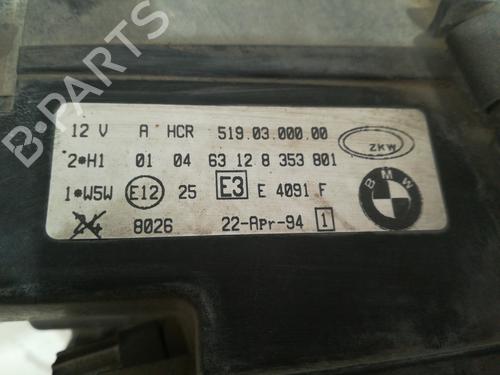 B-PARTS
12 V A HCR 519.03.000.00
2*H1 01 04 63 12 8 353 801
ZKW
1*W5W E12 25 E3 E 4091 F
BMW
24 8026 22-Apr-94 1